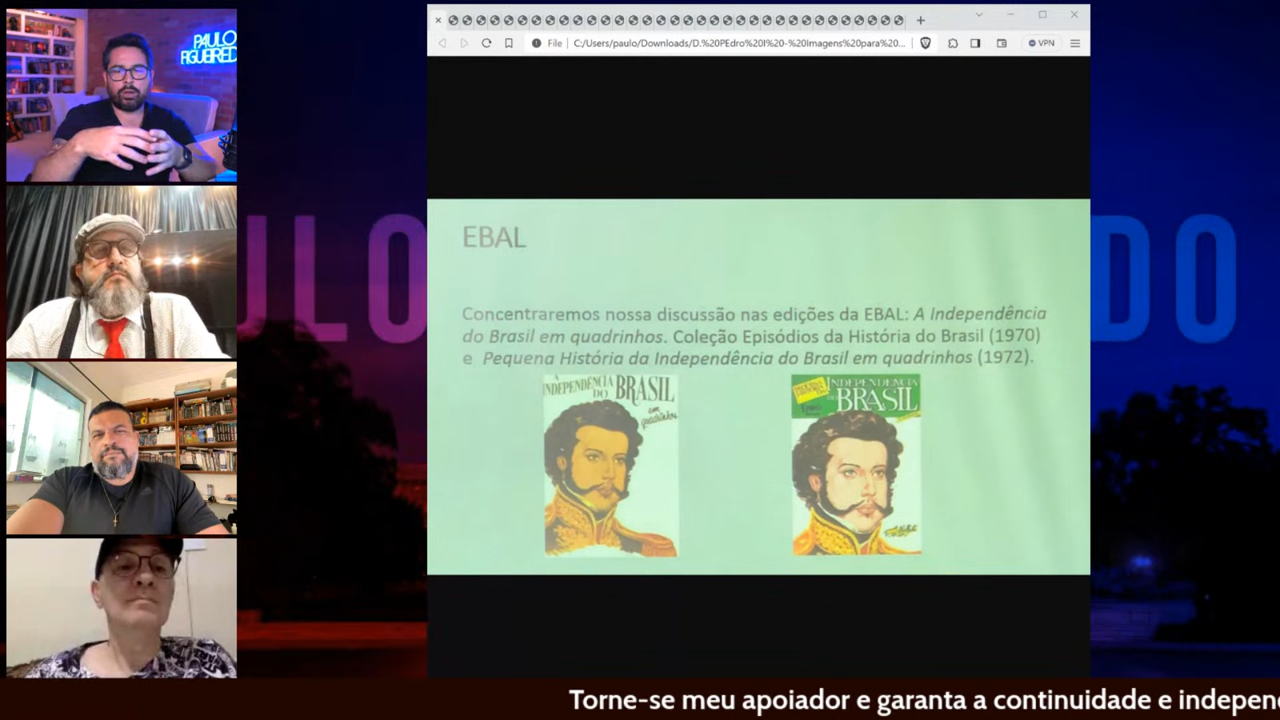 PAULO
FIGUEIRED
ULO
DO
File
C:/Users/paulo/Downloads/D.%20PEdro%20I%20-%20Imagens%20para%20...
VPN
EBAL
Concentraremos nossa discussão nas edições da EBAL: A Independência
do Brasil em quadrinhos. Coleção Episódios da História do Brasil (1970)
e Pequena História da Independência do Brasil em quadrinhos (1972).
A
INDEPENDÊNCIA
DO BRASIL
em
quadrinhos
INDEPENDÊNCIA
DO BRASIL
Torne-se meu apoiador e garanta a continuidade e indepen